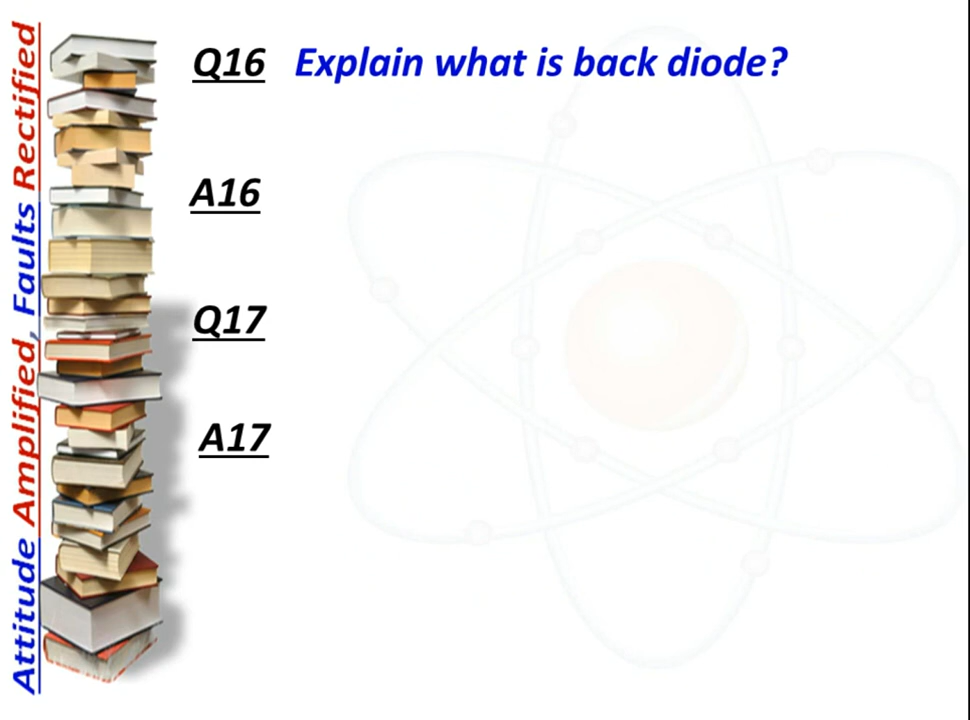 Attitude Amplified, Faults Rectified
Q16 Explain what is back diode?
A16
Q17
A17